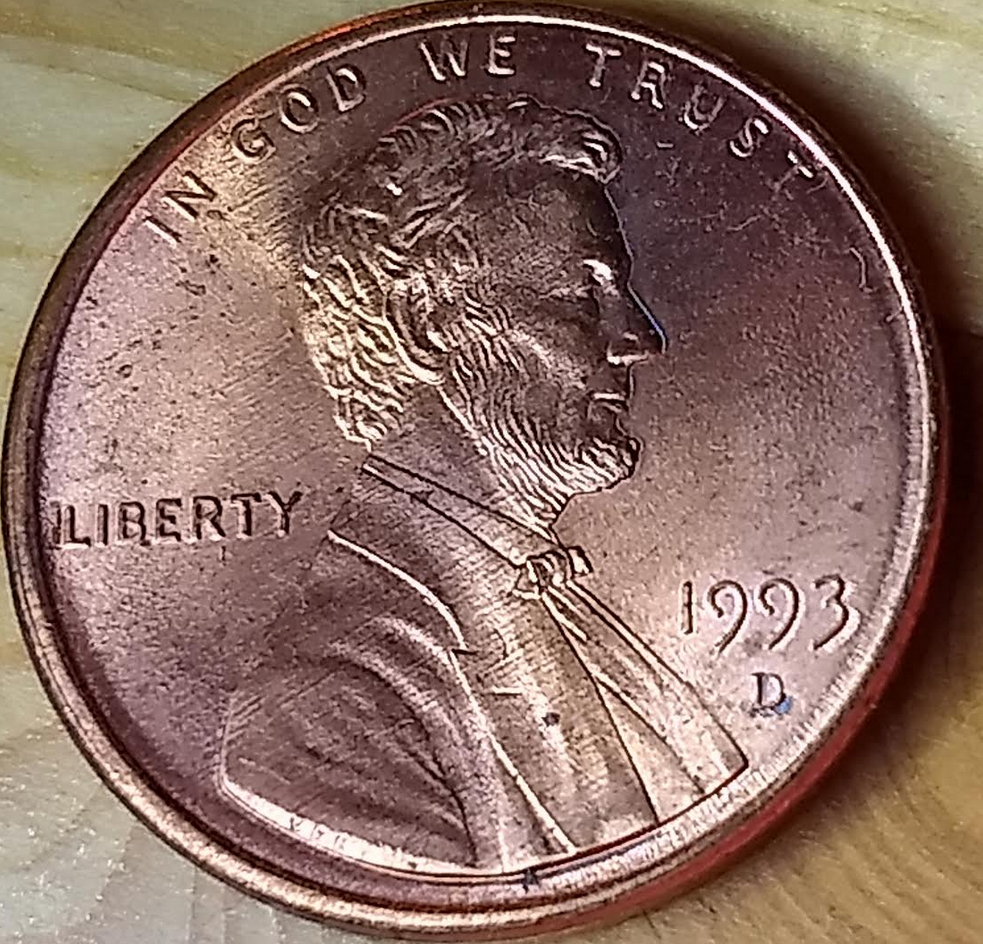 IN GOD WE TRUST
LIBERTY
1993
D